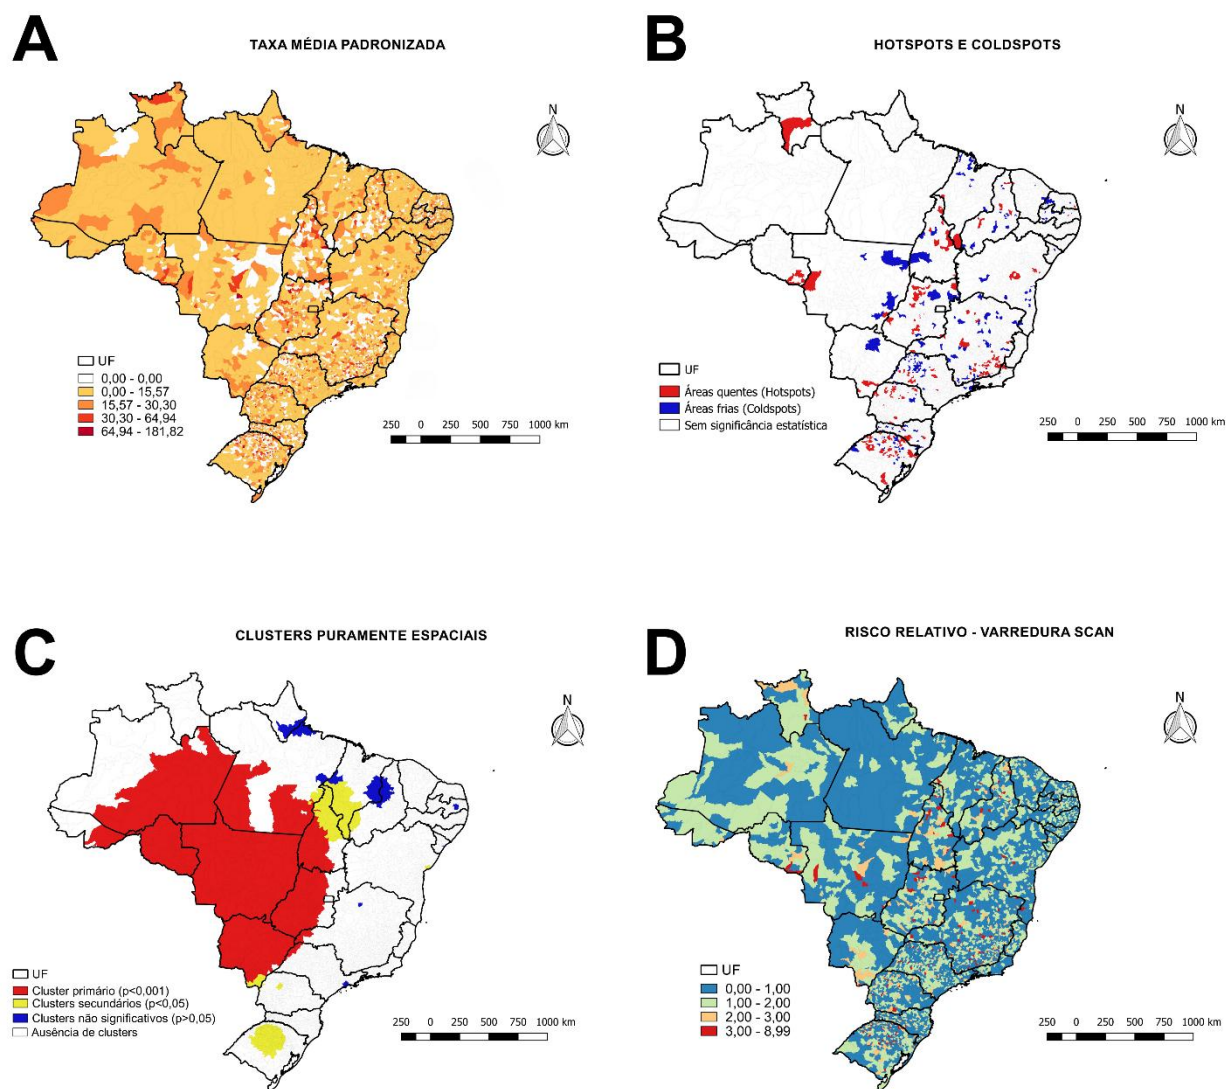 A
TAXA MÉDIA PADRONIZADA
N
UF
0,00 - 0,00
0,00 - 15,57
15,57 - 30,30
30,30 - 64,94
64,94 - 181,82
250 0 250 500 750 1000 km
B
HOTSPOTS E COLDSPOTS
N
UF
Áreas quentes (Hotspots)
Áreas frias (Coldspots)
Sem significância estatística
250 0 250 500 750 1000 km
C
CLUSTERS PURAMENTE ESPACIAIS
N
UF
Cluster primário (p<0,001)
Clusters secundários (p<0,05)
Clusters não significativos (p>0,05)
Ausência de clusters
250 0 250 500 750 1000 km
D
RISCO RELATIVO - VARREDURA SCAN
N
UF
0,00 - 1,00
1,00 - 2,00
2,00 - 3,00
3,00 - 8,99
250 0 250 500 750 1000 km